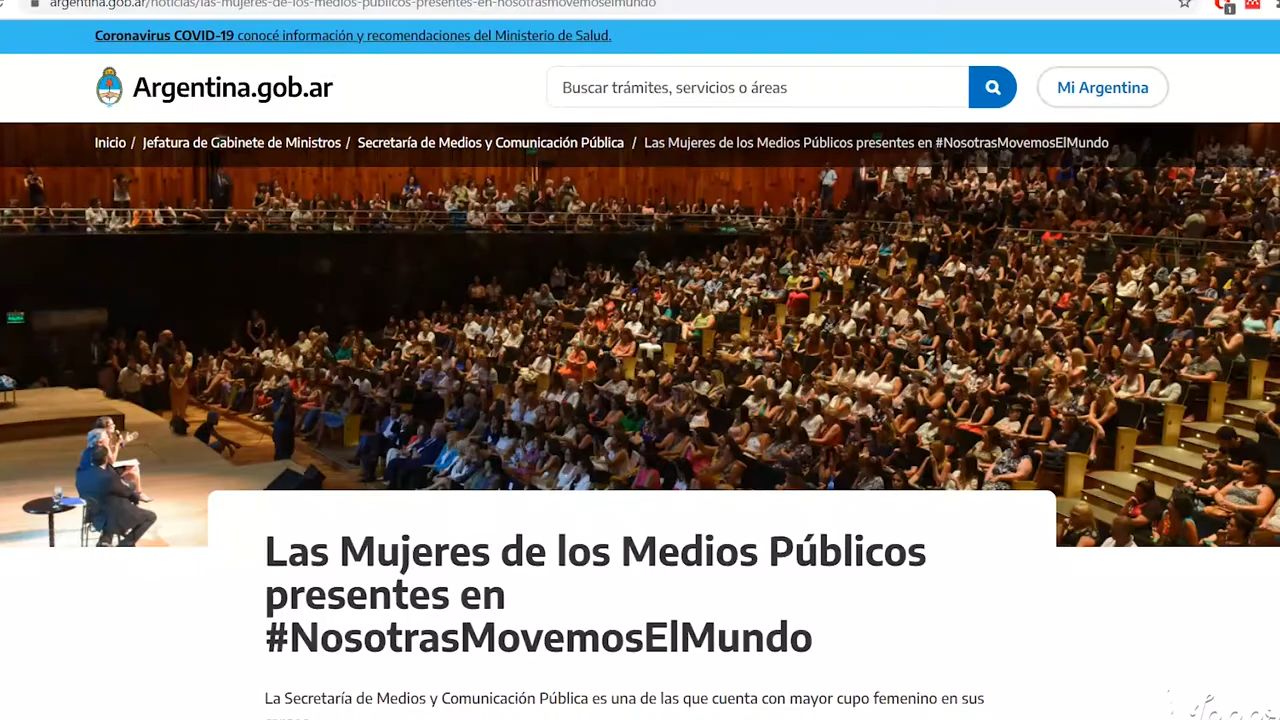 argentina.gob.ar/noticias/las-mujeres-de-los-medios-publicos-presentes-en-nosotrasmovemoselmundo
Coronavirus COVID-19 conocé información y recomendaciones del Ministerio de Salud.
Argentina.gob.ar
Buscar trámites, servicios o áreas
Mi Argentina
Inicio / Jefatura de Gabinete de Ministros / Secretaría de Medios y Comunicación Pública / Las Mujeres de los Medios Públicos presentes en #NosotrasMovemosElMundo
Las Mujeres de los Medios Públicos
presentes en
#NosotrasMovemosElMundo
La Secretaría de Medios y Comunicación Pública es una de las que cuenta con mayor cupo femenino en sus